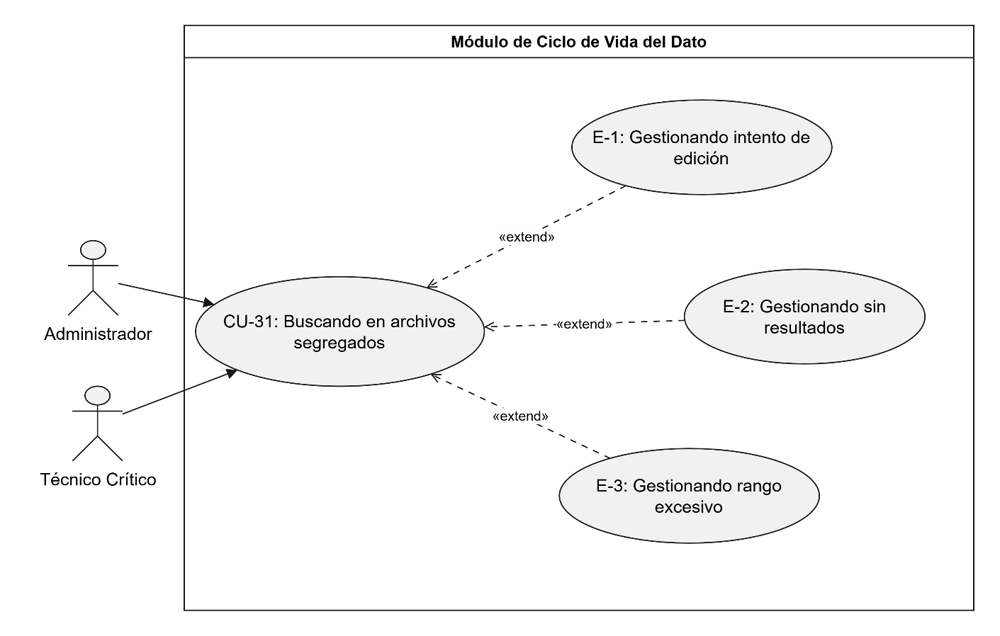 Módulo de Ciclo de Vida del Dato
E-1: Gestionando intento de
edición
«extend»
Administrador
CU-31: Buscando en archivos
segregados
«extend»
E-2: Gestionando sin
resultados
Técnico Crítico
«extend»
E-3: Gestionando rango
excesivo